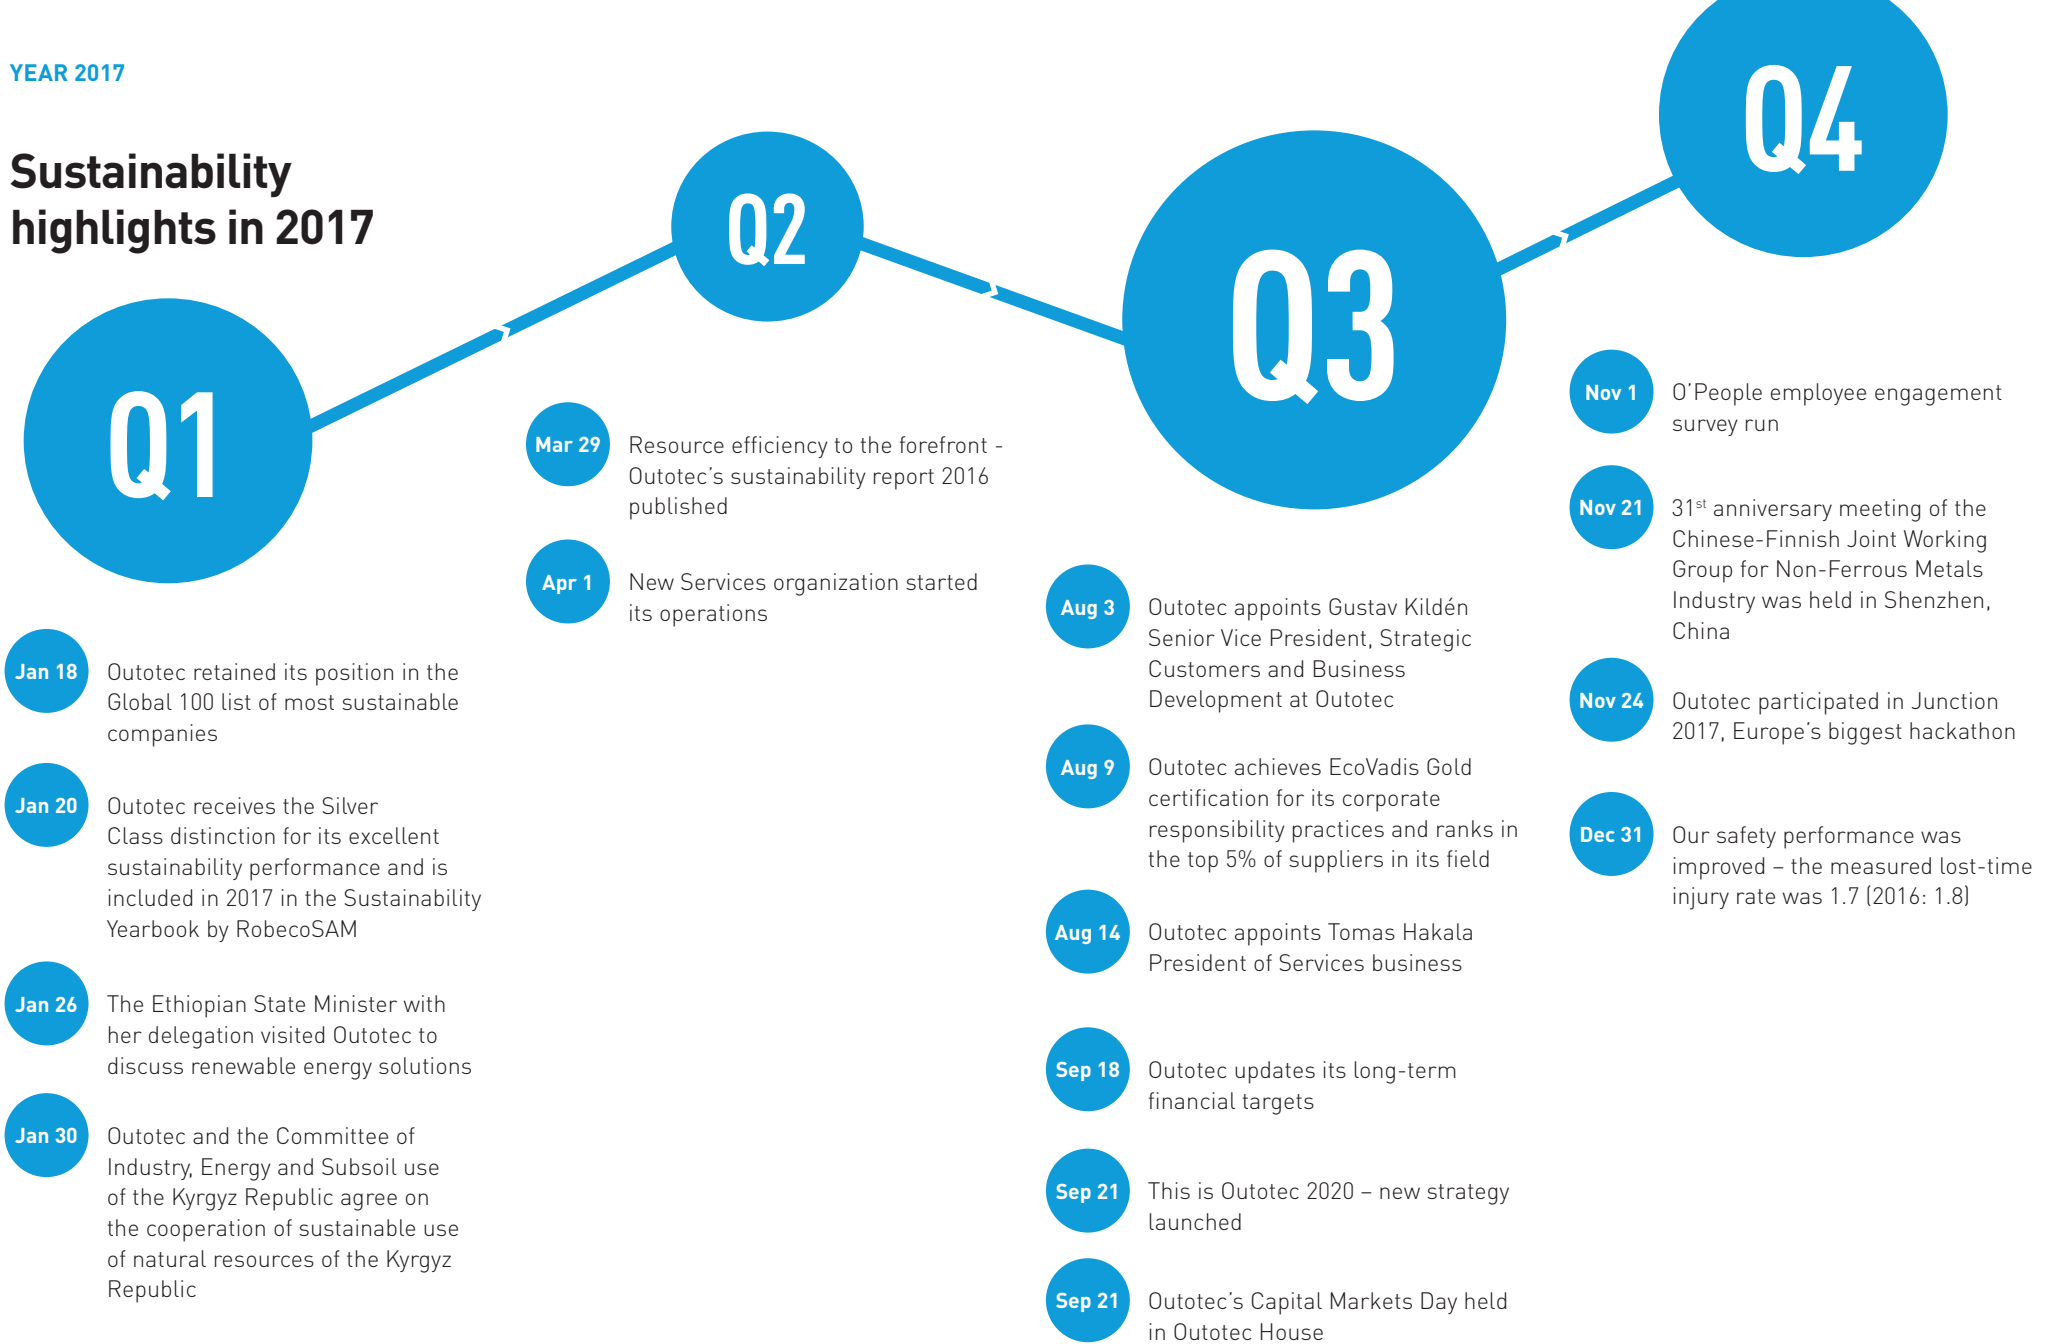 YEAR 2017
Sustainability
highlights in 2017
Q1
Jan 18
Outotec retained its position in the
Global 100 list of most sustainable
companies
Jan 20
Outotec receives the Silver
Class distinction for its excellent
sustainability performance and is
included in 2017 in the Sustainability
Yearbook by RobecoSAM
Jan 26
The Ethiopian State Minister with
her delegation visited Outotec to
discuss renewable energy solutions
Jan 30
Outotec and the Committee of
Industry, Energy and Subsoil use
of the Kyrgyz Republic agree on
the cooperation of sustainable use
of natural resources of the Kyrgyz
Republic
Q2
Mar 29
Resource efficiency to the forefront -
Outotec's sustainability report 2016
published
Apr 1
New Services organization started
its operations
Q3
Aug 3
Outotec appoints Gustav Kildén
Senior Vice President, Strategic
Customers and Business
Development at Outotec
Aug 9
Outotec achieves EcoVadis Gold
certification for its corporate
responsibility practices and ranks in
the top 5% of suppliers in its field
Aug 14
Outotec appoints Tomas Hakala
President of Services business
Sep 18
Outotec updates its long-term
financial targets
Sep 21
This is Outotec 2020 – new strategy
launched
Sep 21
Outotec's Capital Markets Day held
in Outotec House
Q4
Nov 1
O'People employee engagement
survey run
Nov 21
31st anniversary meeting of the
Chinese-Finnish Joint Working
Group for Non-Ferrous Metals
Industry was held in Shenzhen,
China
Nov 24
Outotec participated in Junction
2017, Europe's biggest hackathon
Dec 31
Our safety performance was
improved – the measured lost-time
injury rate was 1.7 (2016: 1.8)